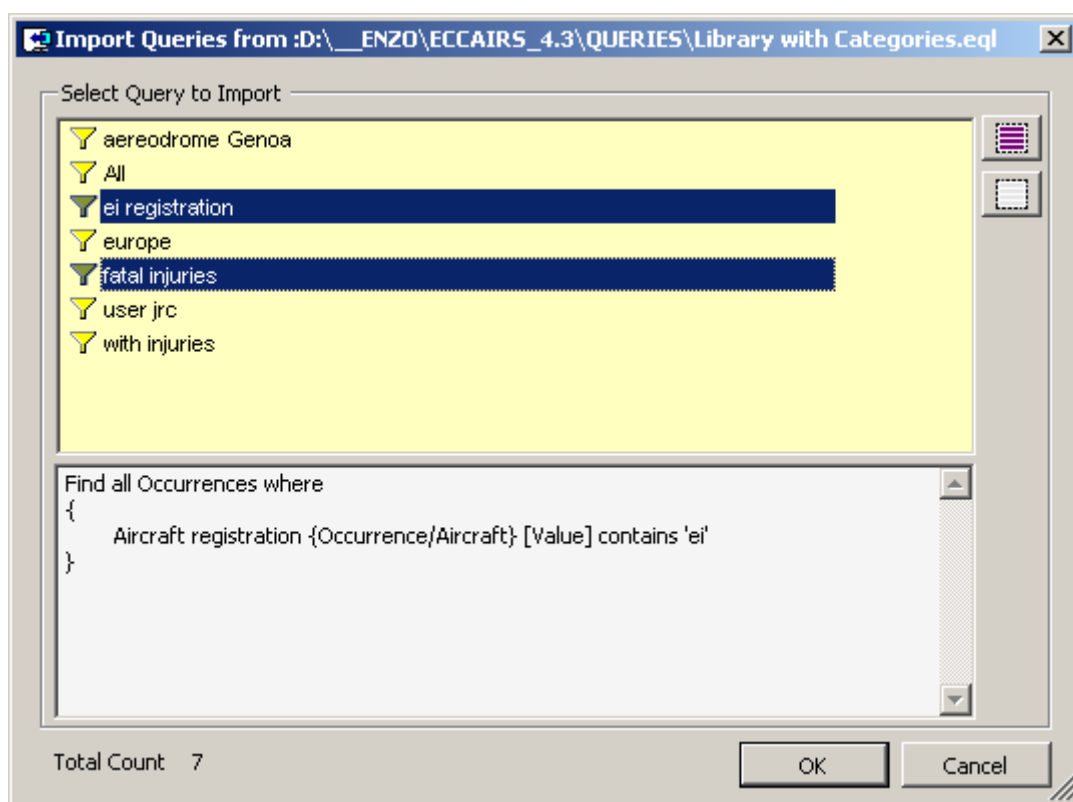 Import Queries from :D:\__ENZO\ECCAIRS_4.3\QUERIES\Library with Categories.eql
Select Query to Import
aereodrome Genoa
All
ei registration
europe
fatal injuries
user jrc
with injuries
Find all Occurrences where
{
Aircraft registration {Occurrence/Aircraft} [Value] contains 'ei'
}
Total Count 7
OK
Cancel